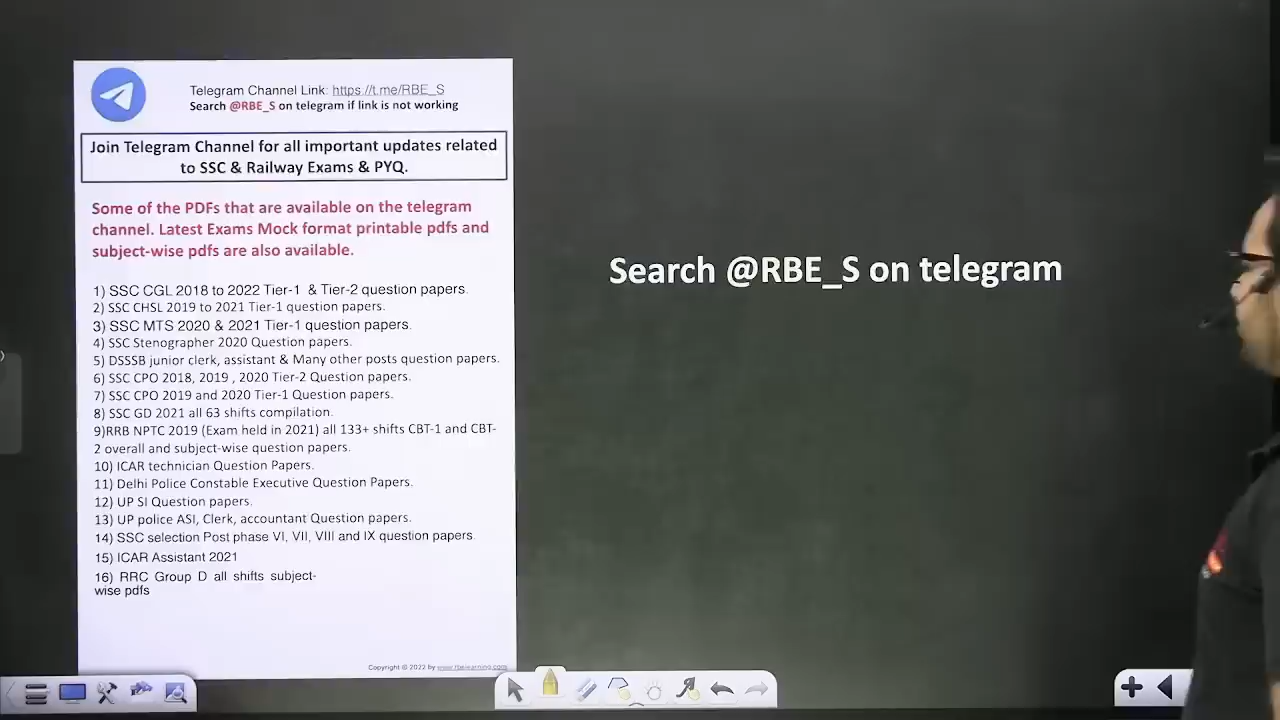 Telegram Channel Link: https://t.me/RBE_S
Search @RBE_S on telegram if link is not working
Join Telegram Channel for all important updates related
to SSC & Railway Exams & PYQ.
Some of the PDFs that are available on the telegram
channel. Latest Exams Mock format printable pdfs and
subject-wise pdfs are also available.
1) SSC CGL 2018 to 2022 Tier-1 & Tier-2 question papers.
2) SSC CHSL 2019 to 2021 Tier-1 question papers.
3) SSC MTS 2020 & 2021 Tier-1 question papers.
4) SSC Stenographer 2020 Question papers.
5) DSSSB junior clerk, assistant & Many other posts question papers.
6) SSC CPO 2018, 2019 , 2020 Tier-2 Question papers.
7) SSC CPO 2019 and 2020 Tier-1 Question papers.
8) SSC GD 2021 all 63 shifts compilation.
9)RRB NPTC 2019 (Exam held in 2021) all 133+ shifts CBT-1 and CBT-
2 overall and subject-wise question papers.
10) ICAR technician Question Papers.
11) Delhi Police Constable Executive Question Papers.
12) UP SI Question papers.
13) UP police ASI, Clerk, accountant Question papers.
14) SSC selection Post phase VI, VII, VIII and IX question papers.
15) ICAR Assistant 2021
16) RRC Group D all shifts subject-
wise pdfs
Copyright © 2022 by
Search @RBE_S on telegram